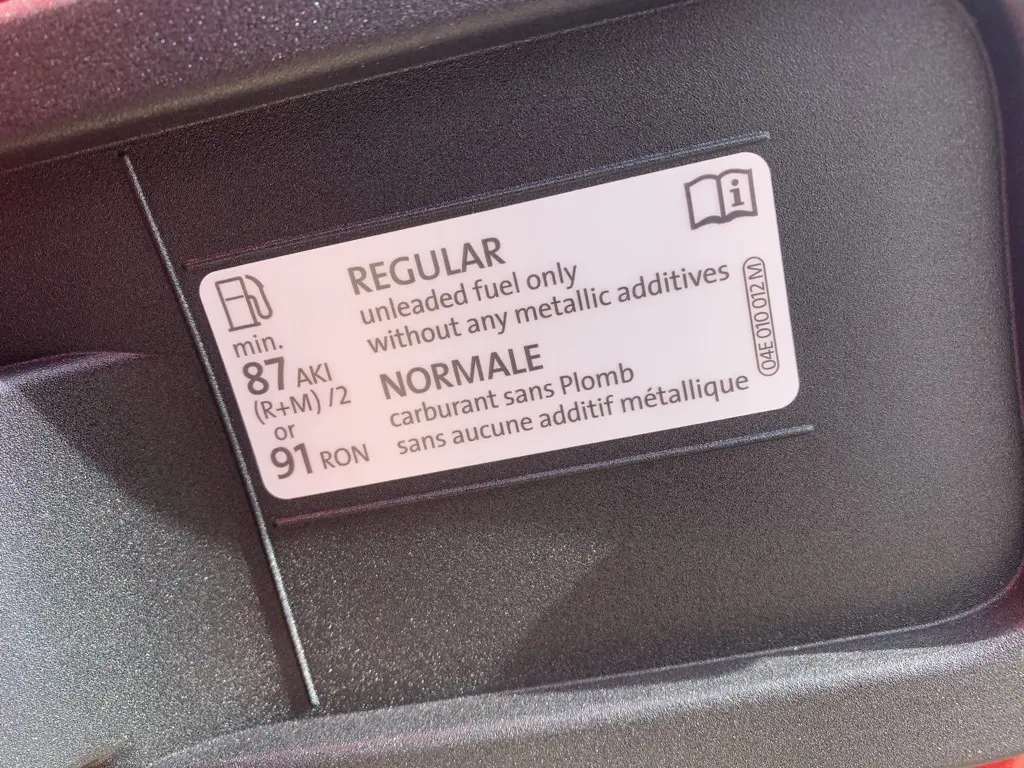 REGULAR
unleaded fuel only
without any metallic additives
min.
87 AKI
(R+M) /2
or
91 RON
NORMALE
carburant sans Plomb
sans aucune additif métallique
04E 010 012 M
i